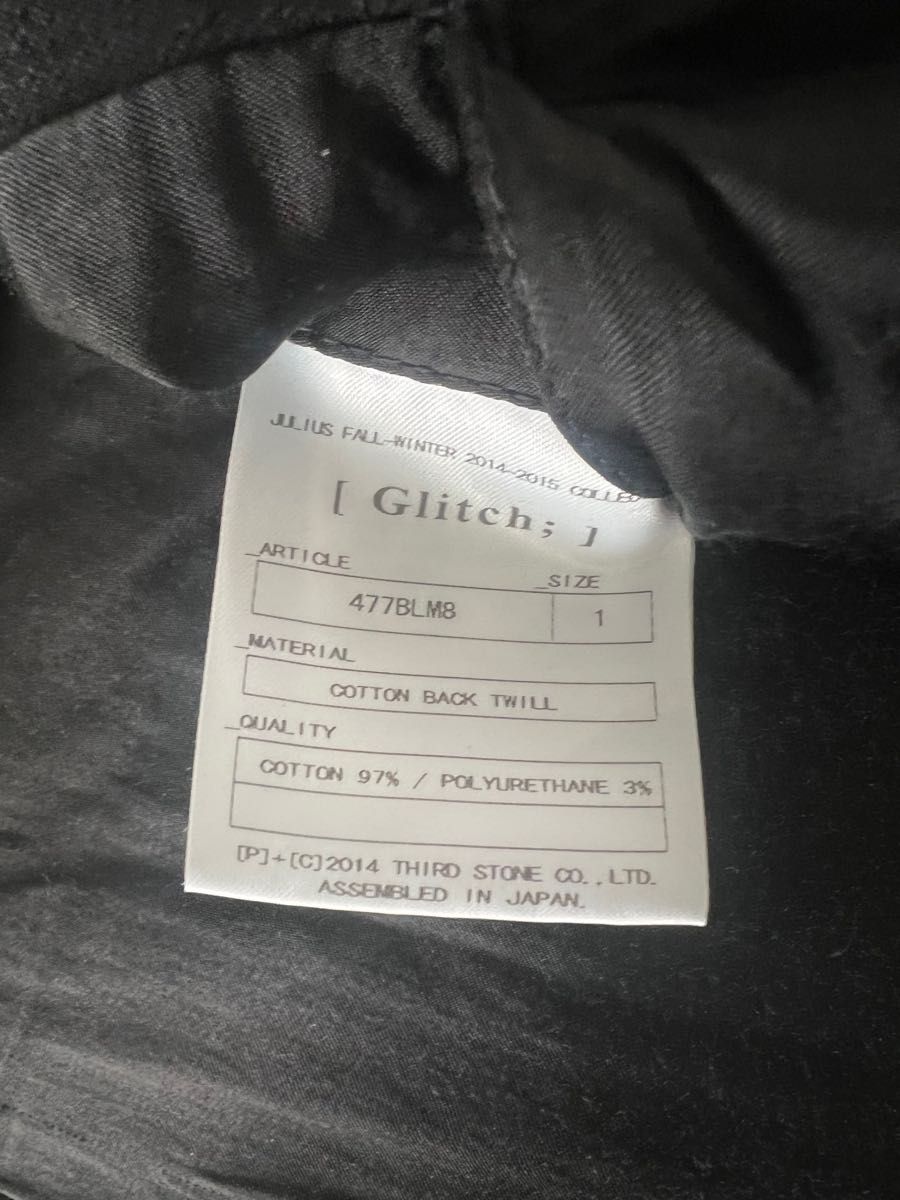 JULIUS FALL-WINTER 2014-2015 COLLEC
[ Glitch; ]
_ARTICLE _SIZE
477BLM8 1
_MATERIAL
COTTON BACK TWILL
_QUALITY
COTTON 97% / POLYURETHANE 3%
[P]+[C]2014 THIRD STONE CO.,LTD.
ASSEMBLED IN JAPAN.